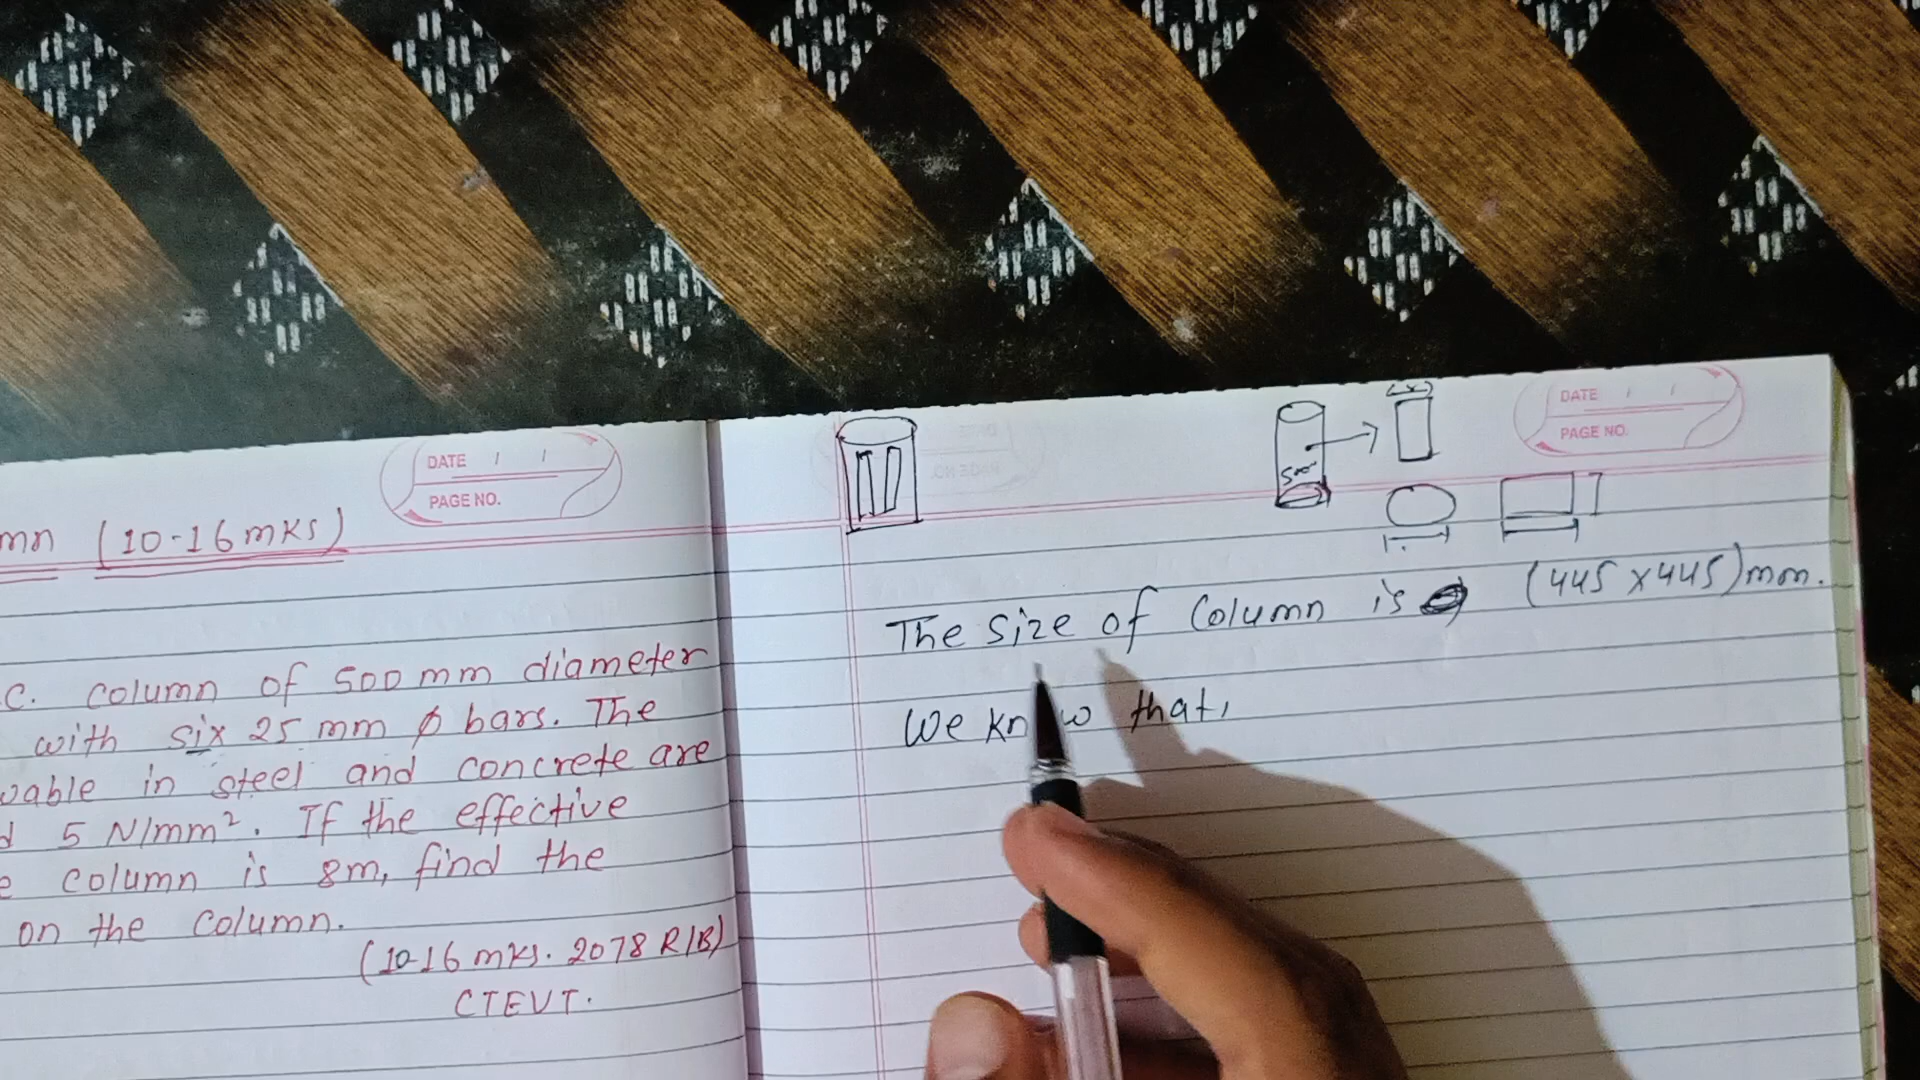 DATE / /
PAGE NO.
mn (10-16 mks)
C. column of 500 mm diameter
with six 25 mm φ bars. The
vable in steel and concrete are
d 5 N/mm². If the effective
e column is 8m, find the
on the column.
(10-16 mks. 2078 R/B)
CTEVT.
DATE / /
PAGE NO.
The size of column is (445 x 445) mm.
We know that,